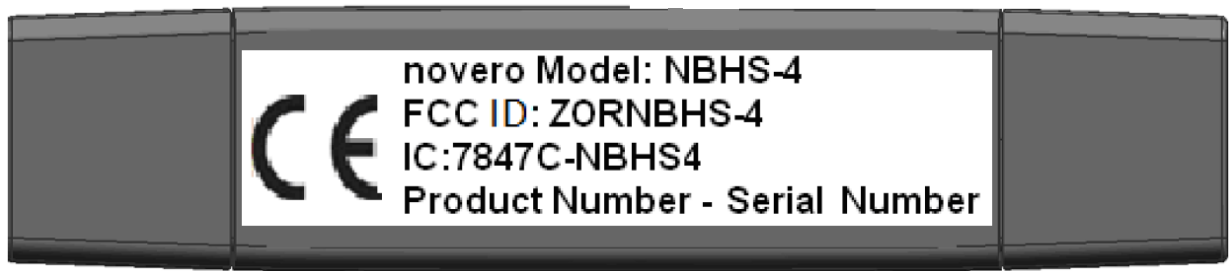 novero Model: NBHS-4
FCC ID: ZORNBHS-4
IC:7847C-NBHS4
Product Number - Serial Number
CE